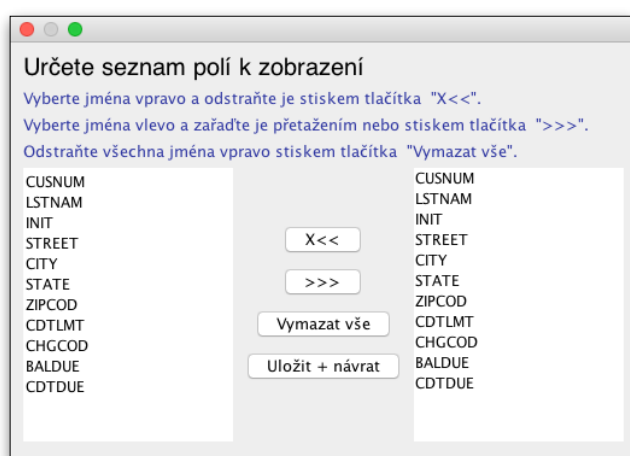 Určete seznam polí k zobrazení
Vyberte jména vpravo a odstraňte je stiskem tlačítka "X<<".
Vyberte jména vlevo a zařaďte je přetažením nebo stiskem tlačítka ">>>".
Odstraňte všechna jména vpravo stiskem tlačítka "Vymazat vše".
CUSNUM
LSTNAM
INIT
STREET
CITY
STATE
ZIPCOD
CDTLMT
CHGCOD
BALDUE
CDTDUE
X<<
>>>
Vymazat vše
Uložit + návrat
CUSNUM
LSTNAM
INIT
STREET
CITY
STATE
ZIPCOD
CDTLMT
CHGCOD
BALDUE
CDTDUE